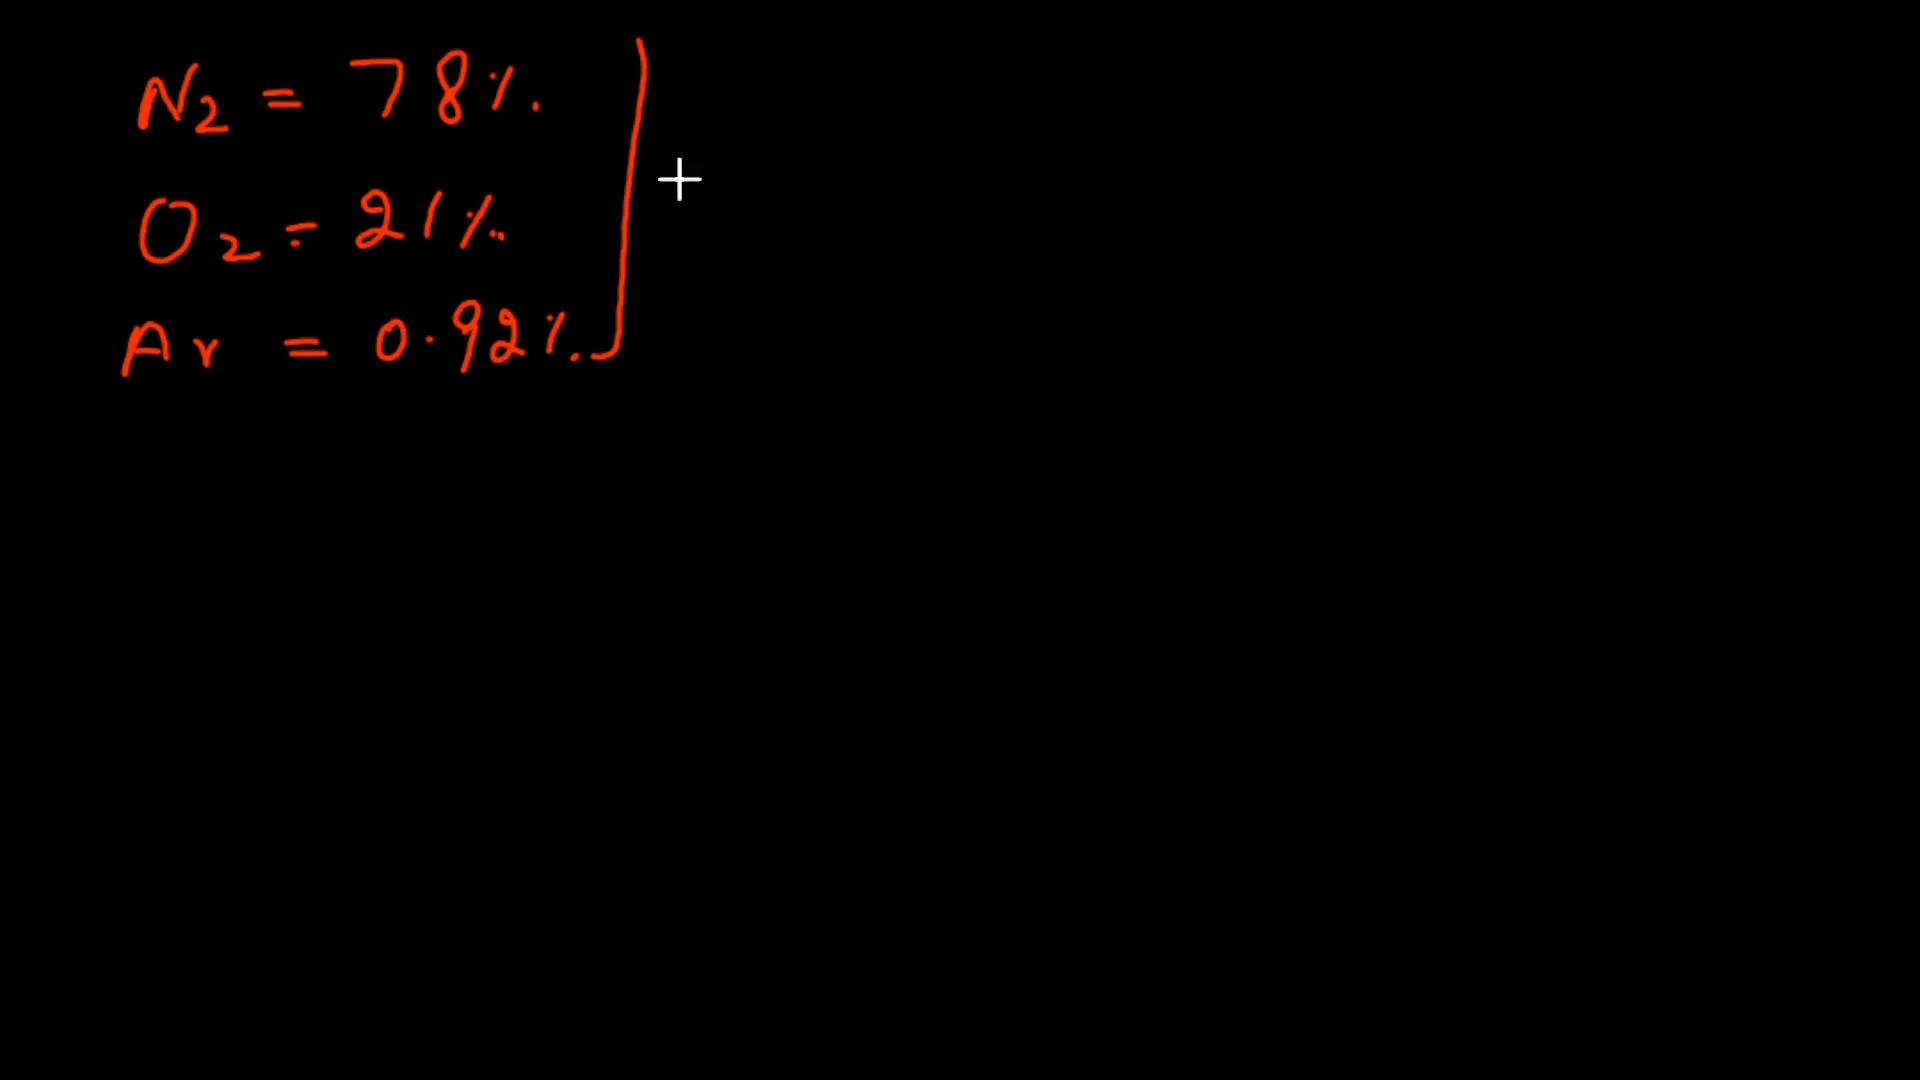 N2 = 78%.
O2 = 21%.
Ar = 0.92%.